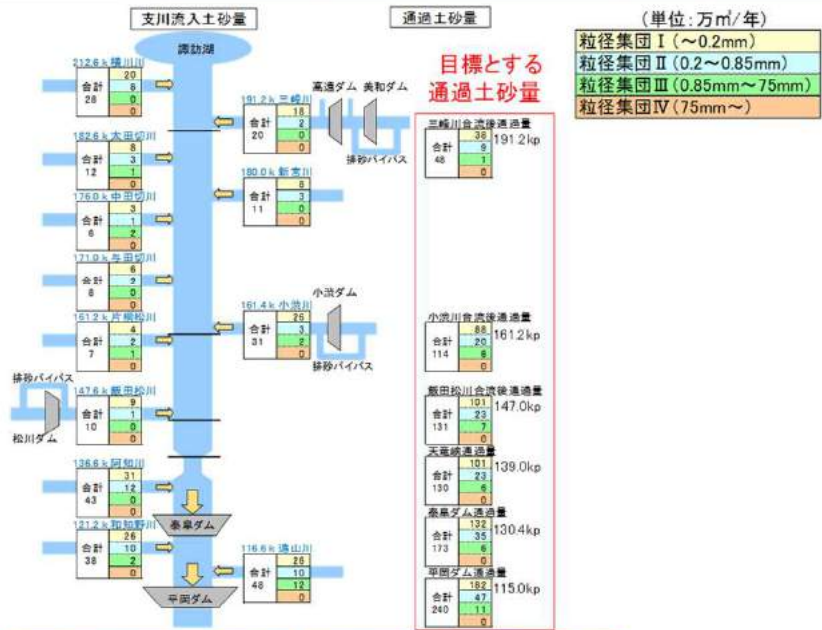 支川流入土砂量
通過土砂量
(単位:万㎥/年)
粒径集団Ⅰ(~0.2mm)
粒径集団Ⅱ(0.2~0.85mm)
粒径集団Ⅲ(0.85mm~75mm)
粒径集団Ⅳ(75mm~)
諏訪湖
目標とする
通過土砂量
高遠ダム 美和ダム
排砂バイパス
212.6k 横川川
合計 28
20
8
0
0
191.2k 三峰川
合計 20
18
2
0
0
182.6k 太田切川
合計 12
8
3
1
0
180.0k 新宮川
合計 11
8
3
0
0
176.0k 中田切川
合計 6
3
1
2
0
171.0k 与田切川
合計 8
6
2
0
0
161.4k 小渋川
合計 31
26
3
2
0
小渋ダム
排砂バイパス
161.2k 片桐松川
合計 7
4
2
1
0
排砂バイパス
松川ダム
147.6k 飯田松川
合計 10
9
1
0
0
136.6k 阿知川
合計 43
31
12
0
0
泰阜ダム
121.2k 和知野川
合計 38
26
10
2
0
116.6k 遠山川
合計 48
26
10
12
0
平岡ダム
三峰川合流後通過量
191.2kp
合計 48
38
9
1
0
小渋川合流後通過量
161.2kp
合計 114
88
20
6
0
飯田松川合流後通過量
147.0kp
合計 131
101
23
7
0
天竜峡通過量
139.0kp
合計 130
101
23
6
0
泰阜ダム通過量
130.4kp
合計 173
132
35
6
0
平岡ダム通過量
115.0kp
合計 240
182
47
11
0